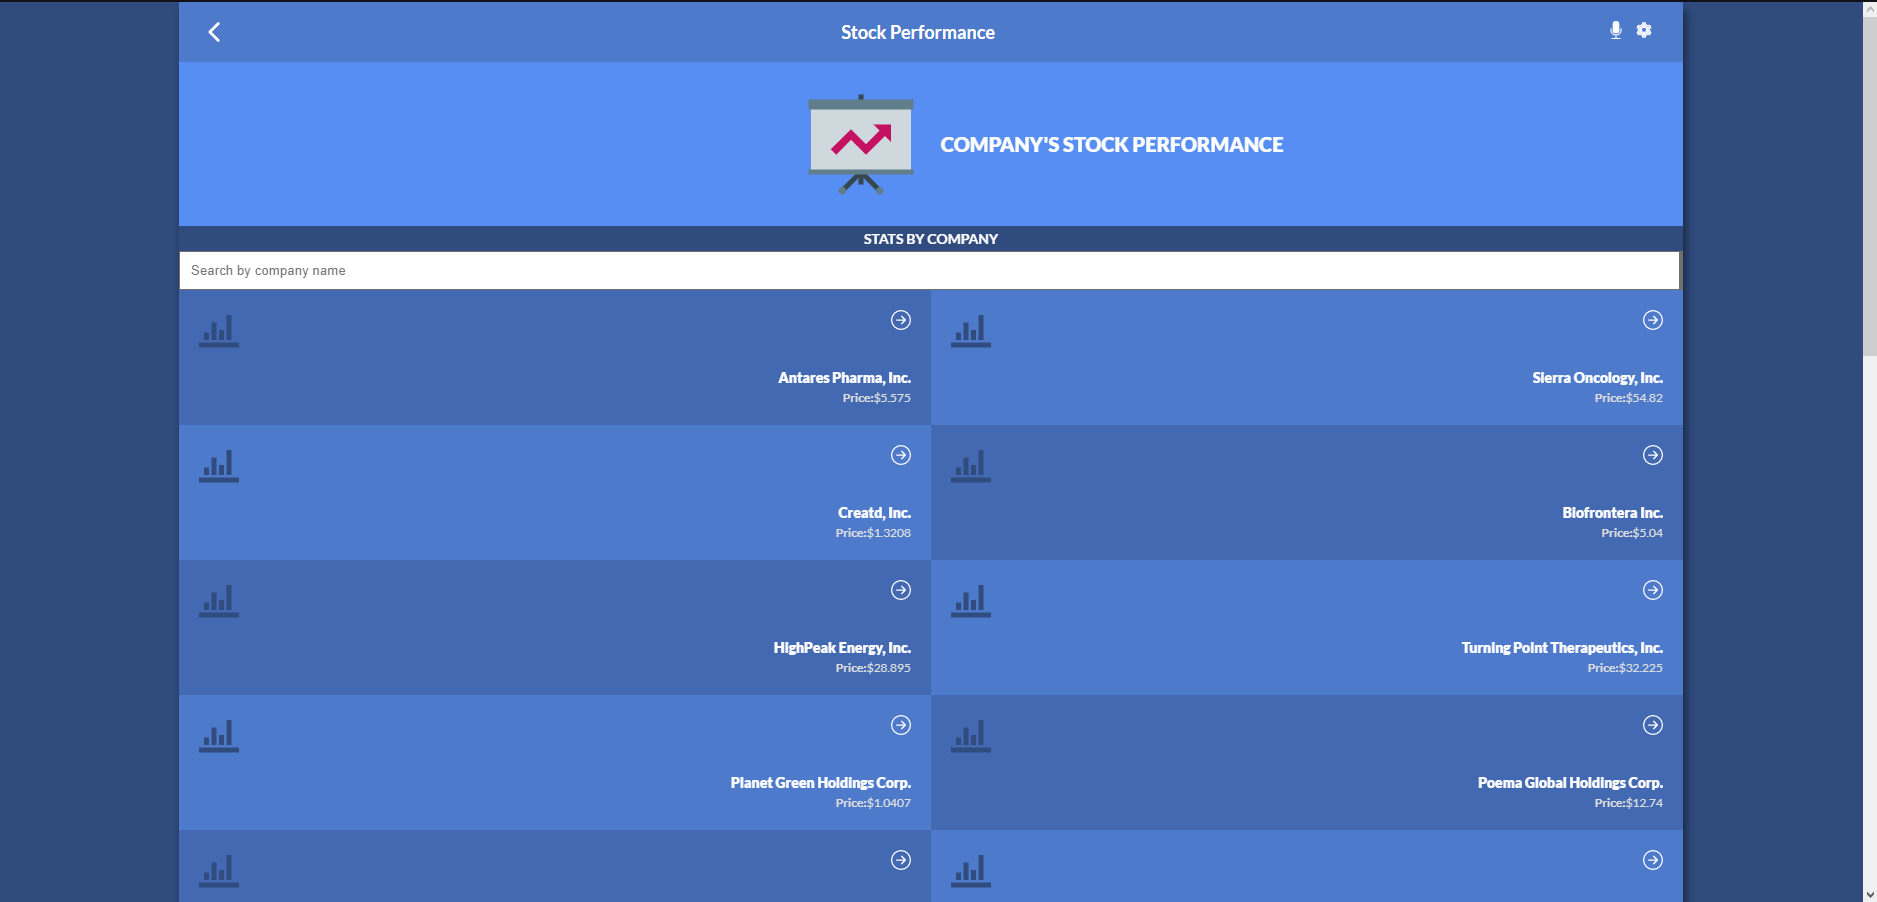 Stock Performance
COMPANY'S STOCK PERFORMANCE
STATS BY COMPANY
Search by company name
Antares Pharma, Inc.
Price:$5.575
Sierra Oncology, Inc.
Price:$54.82
Creatd, Inc.
Price:$1.3208
Biofrontera Inc.
Price:$5.04
HighPeak Energy, Inc.
Price:$28.895
Turning Point Therapeutics, Inc.
Price:$32.225
Planet Green Holdings Corp.
Price:$1.0407
Poema Global Holdings Corp.
Price:$12.74